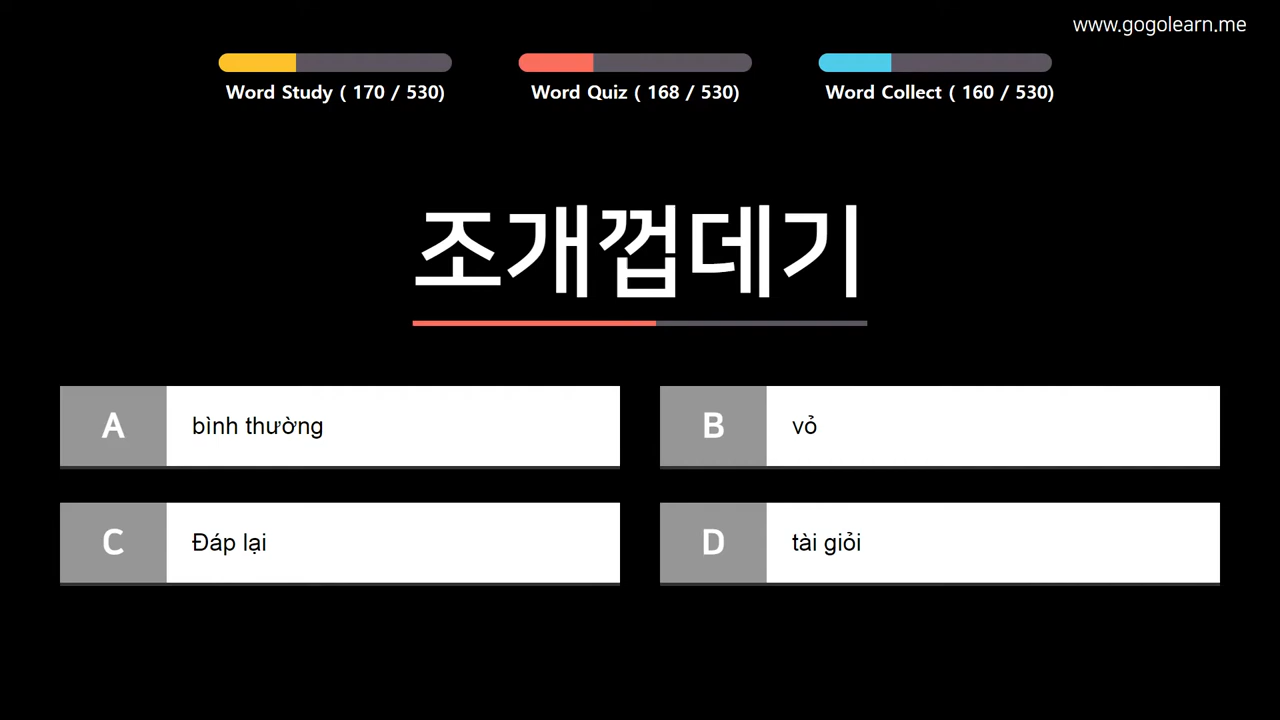 www.gogolearn.me
Word Study ( 170 / 530)
Word Quiz ( 168 / 530)
Word Collect ( 160 / 530)
조개껍데기
A bình thường
B vỏ
C Đáp lại
D tài giỏi